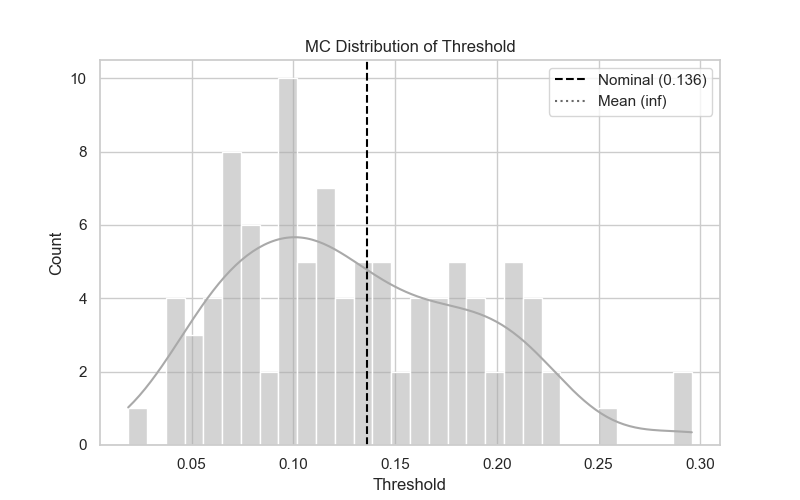 MC Distribution of Threshold
Nominal (0.136)
Mean (inf)
10
8
6
4
2
0
Count
0.05
0.10
0.15
0.20
0.25
0.30
Threshold